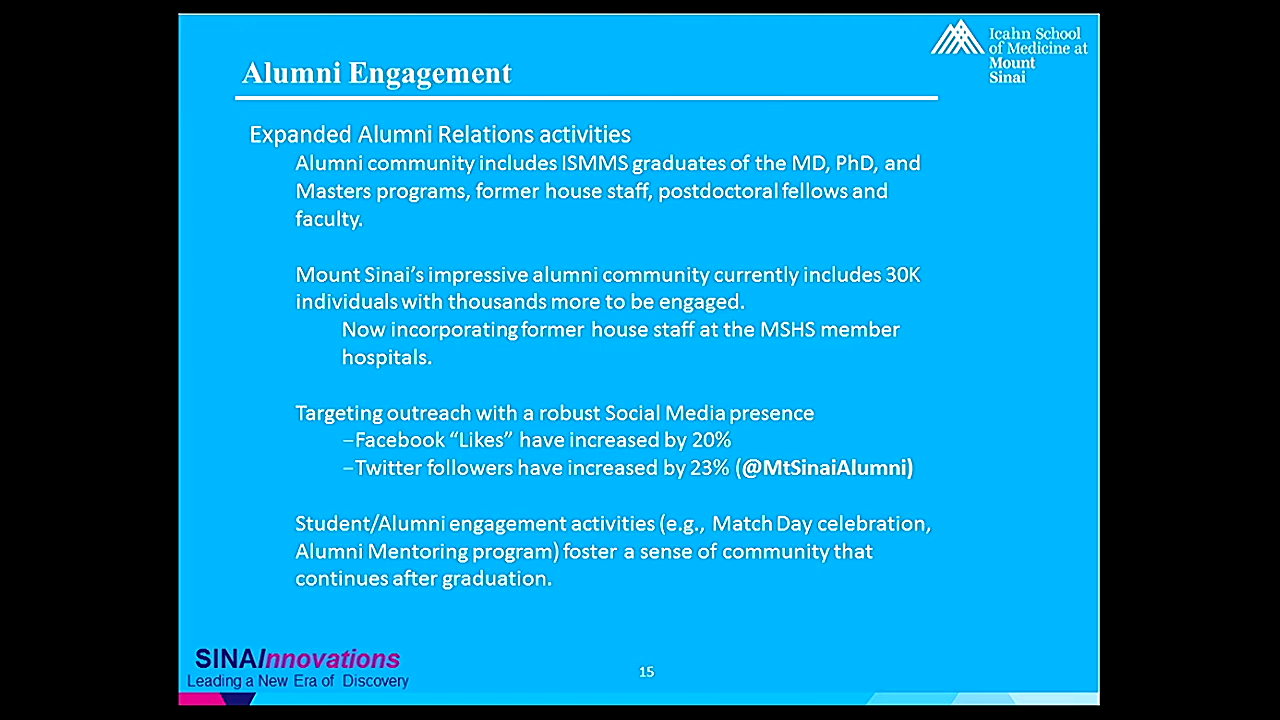 Icahn School
of Medicine at
Mount
Sinai
Alumni Engagement
Expanded Alumni Relations activities
Alumni community includes ISMMS graduates of the MD, PhD, and
Masters programs, former house staff, postdoctoral fellows and
faculty.
Mount Sinai’s impressive alumni community currently includes 30K
individuals with thousands more to be engaged.
Now incorporating former house staff at the MSHS member
hospitals.
Targeting outreach with a robust Social Media presence
–Facebook “Likes” have increased by 20%
–Twitter followers have increased by 23% (@MtSinaiAlumni)
Student/Alumni engagement activities (e.g., Match Day celebration,
Alumni Mentoring program) foster a sense of community that
continues after graduation.
SINAInnovations
Leading a New Era of Discovery
15